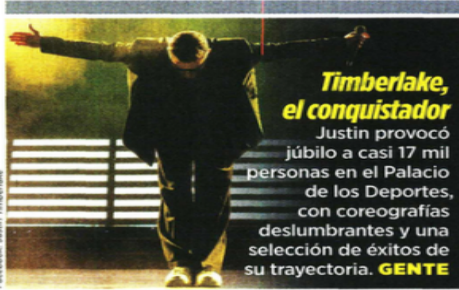 Timberlake,
el conquistador
Justin provocó
júbilo a casi 17 mil
personas en el Palacio
de los Deportes,
con coreografías
deslumbrantes y una
selección de éxitos de
su trayectoria. GENTE